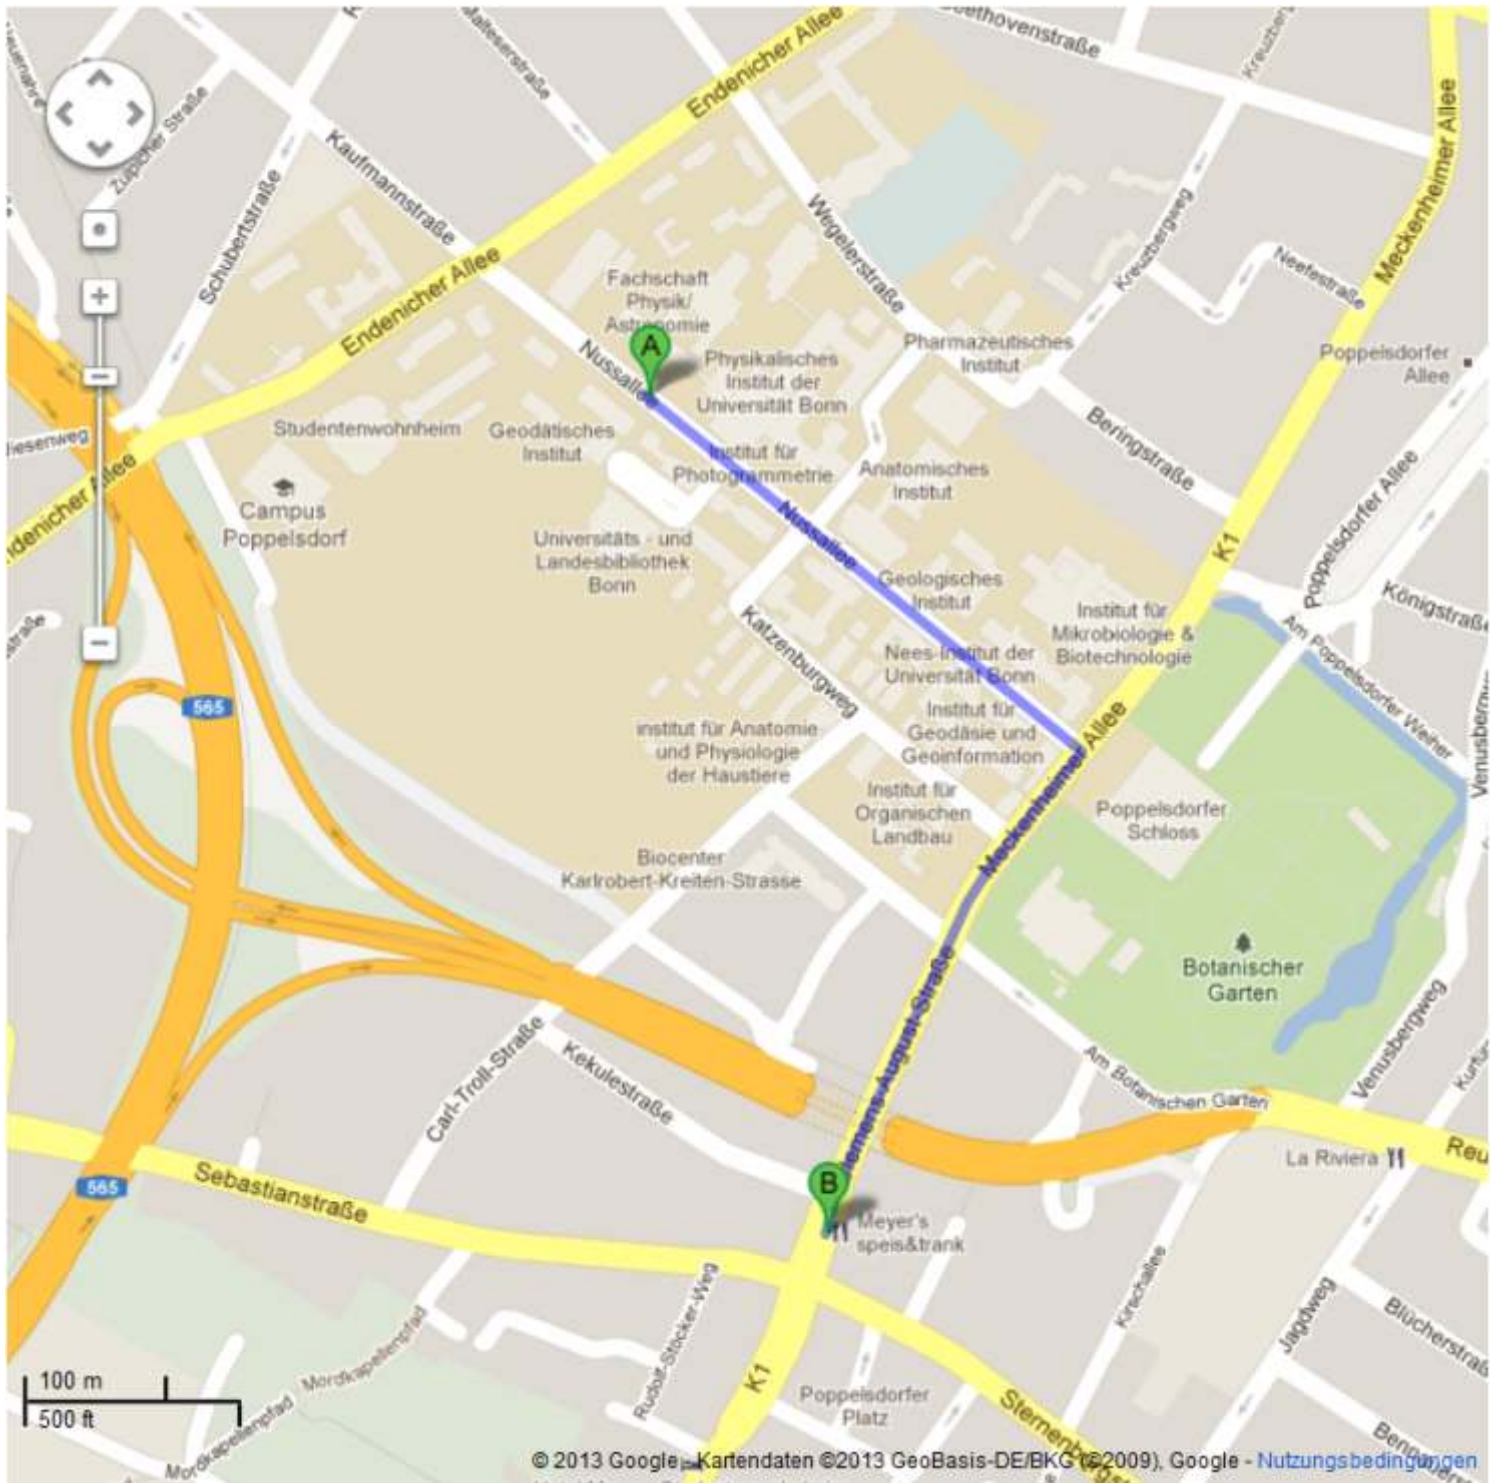 Endenicher Allee
Malteserstraße
Kreuzberg
Zülpicher Straße
Kaufmannstraße
Meckenheimer Allee
Schubertstraße
Wegelerstraße
Kreuzbergweg
Neefestraße
Endenicher Allee
Fachschaft
Physik/
Astronomie
A
Nussallee
Physikalisches
Institut der
Universität Bonn
Pharmazeutisches
Institut
Poppelsdorfer
Allee
Beringstraße
Studentenwohnheim
Geodätisches
Institut
Institut für
Photogrammetrie
Anatomisches
Institut
Campus
Poppelsdorf
Universitäts - und
Landesbibliothek
Bonn
Nussallee
K1
Poppelsdorfer Allee
Geologisches
Institut
Institut für
Mikrobiologie &
Biotechnologie
Königstraße
Am Poppelsdorfer Weiher
Katzenburgweg
Nees-Institut der
Universität Bonn
565
institut für Anatomie
und Physiologie
der Haustiere
Institut für
Geodäsie und
Geoinformation
Meckenheimer Allee
Institut für
Organischen
Landbau
Poppelsdorfer
Schloss
Biocenter
Karlrobert-Kreiten-Strasse
Botanischer
Garten
Venusbergweg
Carl-Troll-Straße
Kekulestraße
Am Botanischen Garten
La Riviera
Reu
565
Sebastianstraße
B
Meyer's
speis&trank
Kirschallee
Jagdweg
Blücherstraß
Rudolf-Stöcker-Weg
Mordkapellenpfad
Mordkapellenpfad
K1
Poppelsdorfer
Platz
100 m
500 ft
© 2013 Google - Kartendaten ©2013 GeoBasis-DE/BKG (©2009), Google - Nutzungsbedingungen